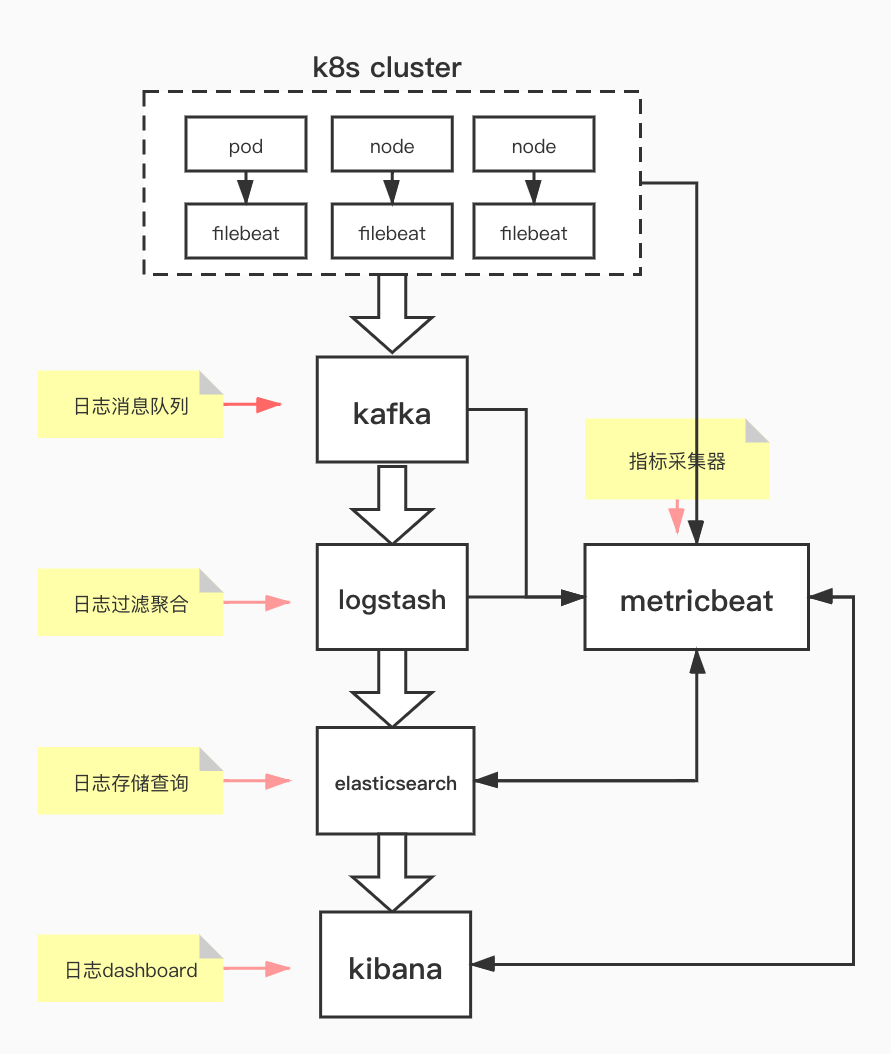 k8s cluster
pod
node
node
filebeat
filebeat
filebeat
日志消息队列
kafka
指标采集器
日志过滤聚合
logstash
metricbeat
日志存储查询
elasticsearch
日志dashboard
kibana